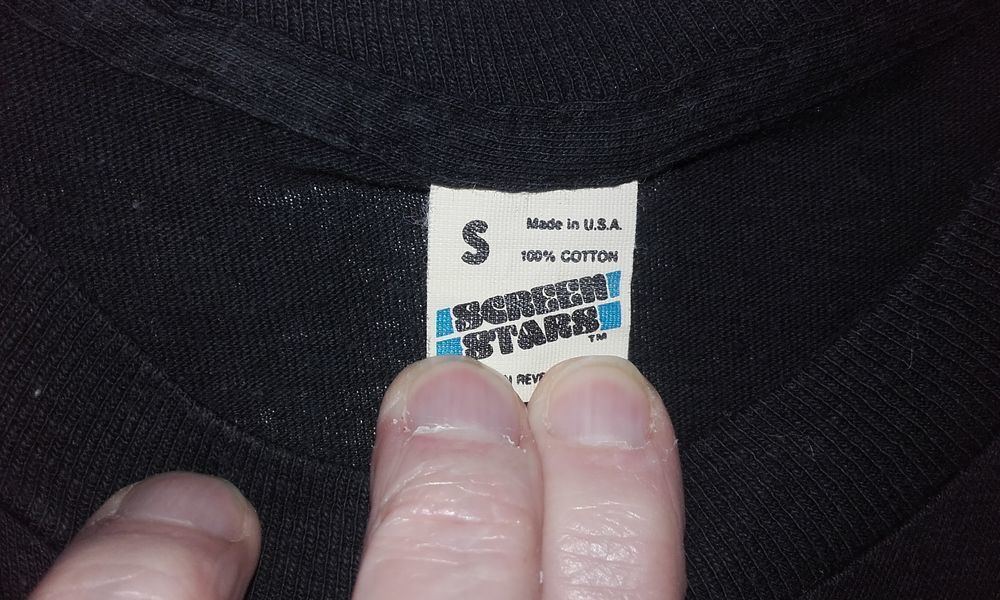 S
Made in U.S.A.
100% COTTON
SCREEN
STARS
TM